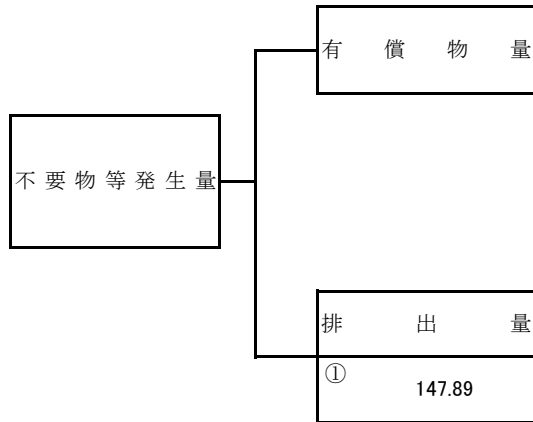 有償物量
不要物等発生量
排出量
①
147.89